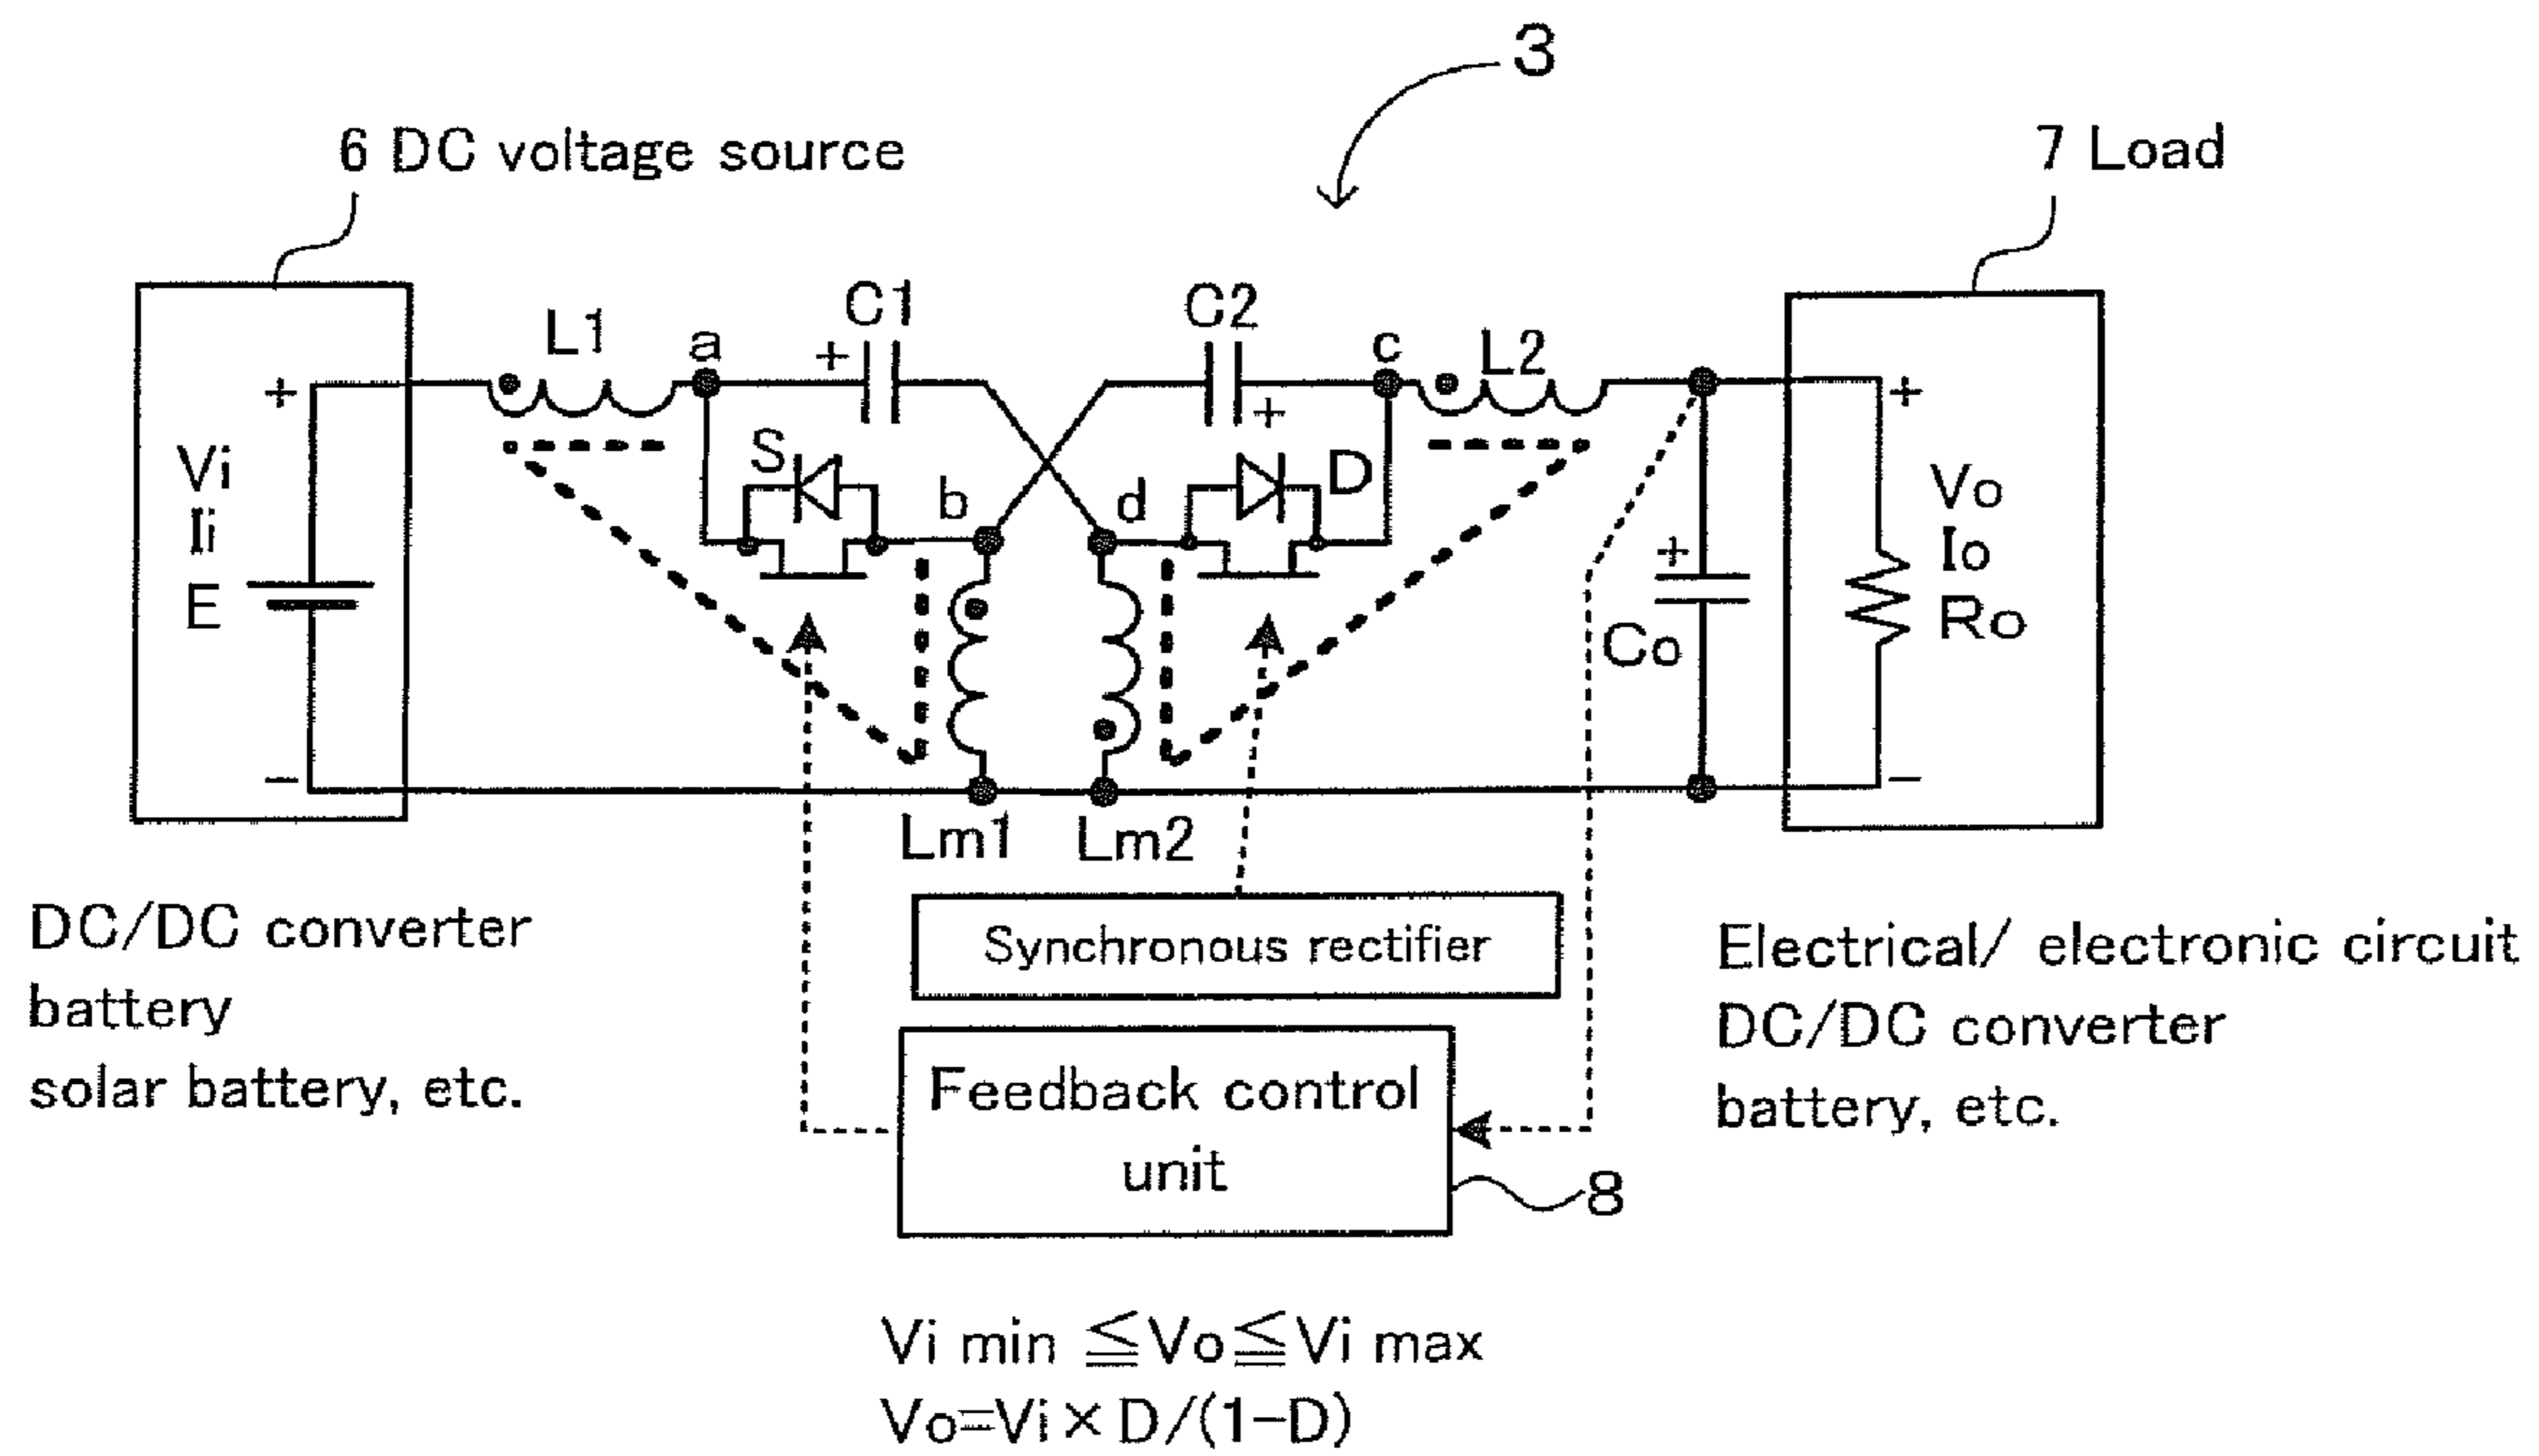 3
6 DC voltage source
7 Load
L1
a
C1
+
C2
+
c
L2
+
Vi
Ii
E
−
S
b
d
D
+
Co
+
Vo
Io
Ro
−
Lm1
Lm2
Synchronous rectifier
Feedback control
unit
8
DC/DC converter
battery
solar battery, etc.
Electrical/ electronic circuit
DC/DC converter
battery, etc.
Vi min ≦Vo≦Vi max
Vo=Vi×D/(1−D)